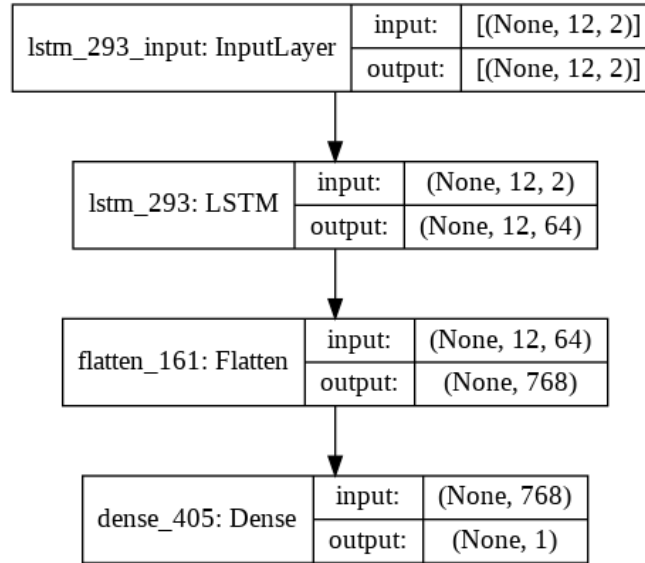 lstm_293_input: InputLayer
input:
[(None, 12, 2)]
output:
[(None, 12, 2)]
lstm_293: LSTM
input:
(None, 12, 2)
output:
(None, 12, 64)
flatten_161: Flatten
input:
(None, 12, 64)
output:
(None, 768)
dense_405: Dense
input:
(None, 768)
output:
(None, 1)